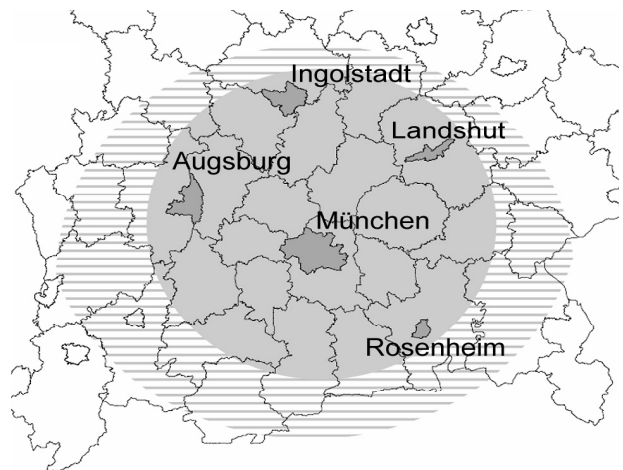 Ingolstadt
Landshut
Augsburg
München
Rosenheim